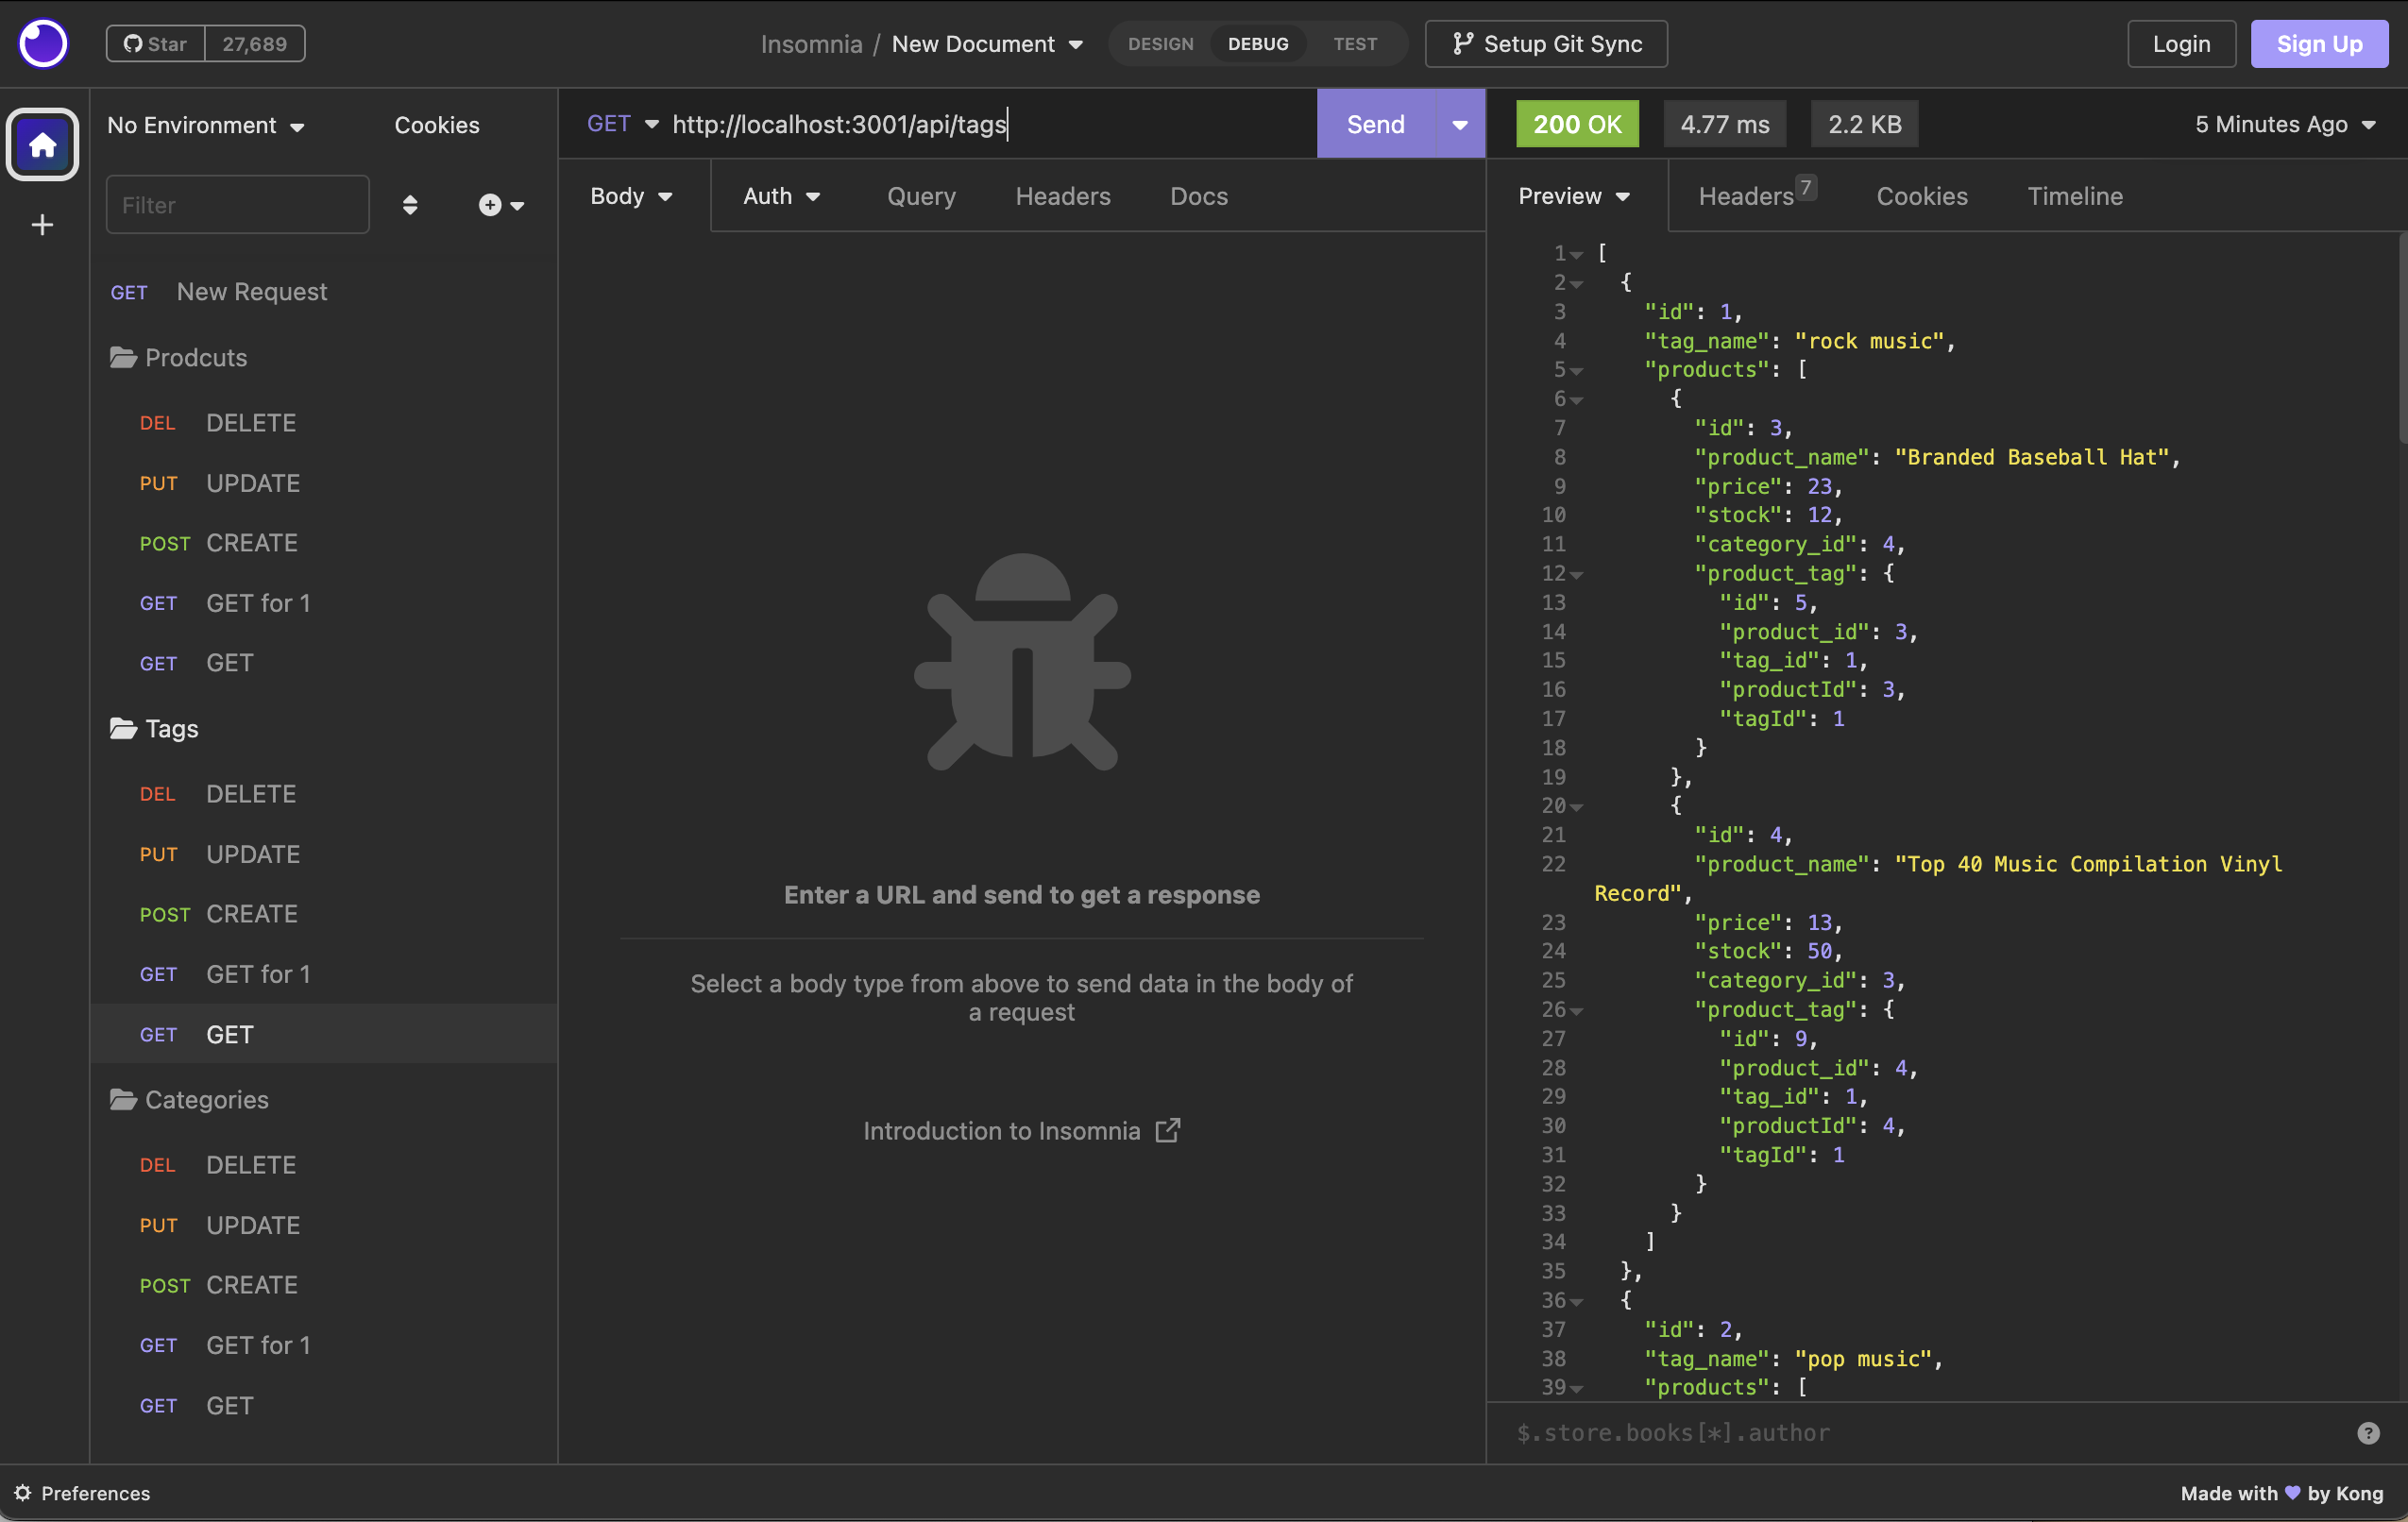 Star 27,689
Insomnia / New Document
DESIGN DEBUG TEST
Setup Git Sync
Login
Sign Up
No Environment
Cookies
Filter
GET New Request
Prodcuts
DEL DELETE
PUT UPDATE
POST CREATE
GET GET for 1
GET GET
Tags
DEL DELETE
PUT UPDATE
POST CREATE
GET GET for 1
GET GET
Categories
DEL DELETE
PUT UPDATE
POST CREATE
GET GET for 1
GET GET
GET http://localhost:3001/api/tags
Send
Body Auth Query Headers Docs
Enter a URL and send to get a response
Select a body type from above to send data in the body of
a request
Introduction to Insomnia
200 OK 4.77 ms 2.2 KB 5 Minutes Ago
Preview Headers 7 Cookies Timeline
1 [
2 {
3 "id": 1,
4 "tag_name": "rock music",
5 "products": [
6 {
7 "id": 3,
8 "product_name": "Branded Baseball Hat",
9 "price": 23,
10 "stock": 12,
11 "category_id": 4,
12 "product_tag": {
13 "id": 5,
14 "product_id": 3,
15 "tag_id": 1,
16 "productId": 3,
17 "tagId": 1
18 }
19 },
20 {
21 "id": 4,
22 "product_name": "Top 40 Music Compilation Vinyl
Record",
23 "price": 13,
24 "stock": 50,
25 "category_id": 3,
26 "product_tag": {
27 "id": 9,
28 "product_id": 4,
29 "tag_id": 1,
30 "productId": 4,
31 "tagId": 1
32 }
33 }
34 ]
35 },
36 {
37 "id": 2,
38 "tag_name": "pop music",
39 "products": [
$.store.books[*].author
Preferences
Made with by Kong